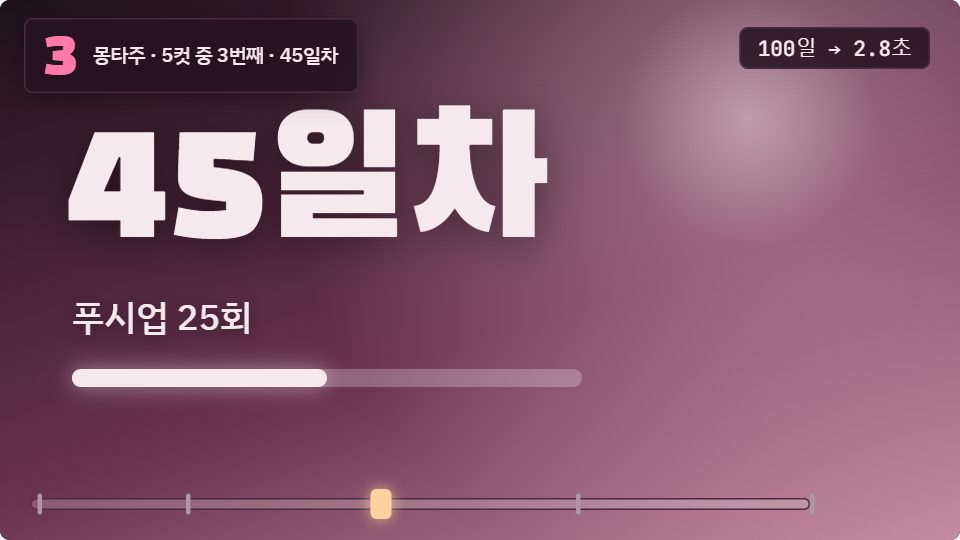 3 몽타주 · 5컷 중 3번째 · 45일차
100일 → 2.8초
45일차
푸시업 25회